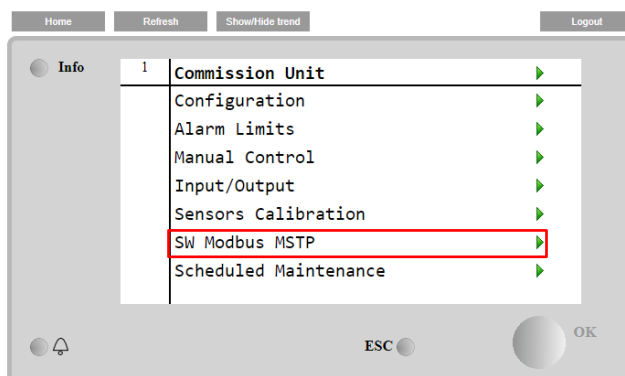 Home Refresh Show/Hide trend Logout
Info 1 Commission Unit
Configuration
Alarm Limits
Manual Control
Input/Output
Sensors Calibration
SW Modbus MSTP
Scheduled Maintenance
ESC OK